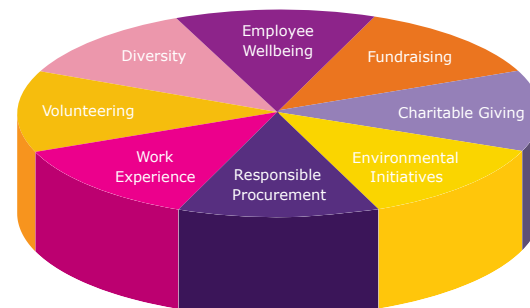 Employee
Wellbeing
Fundraising
Charitable Giving
Environmental
Initiatives
Responsible
Procurement
Work
Experience
Volunteering
Diversity